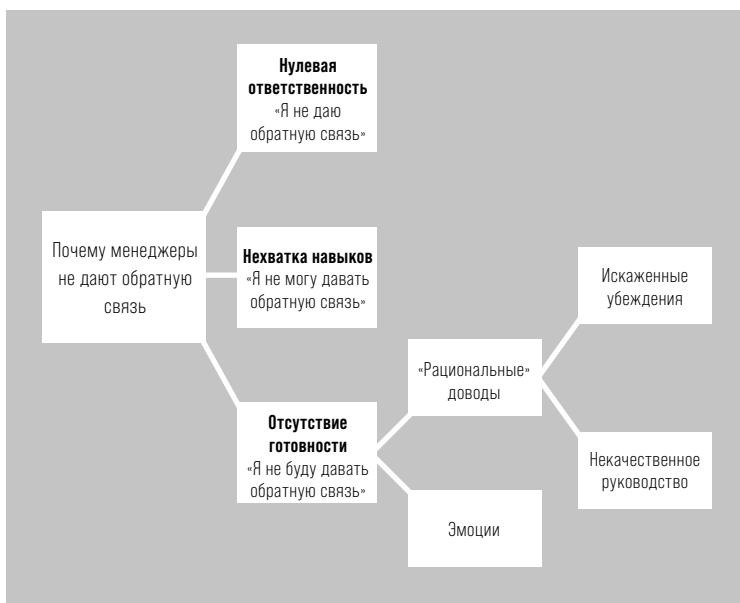 Нулевая
ответственность
«Я не даю
обратную связь»
Почему менеджеры
не дают обратную
связь
Нехватка навыков
«Я не могу давать
обратную связь»
Искаженные
убеждения
«Рациональные»
доводы
Отсутствие
готовности
«Я не буду давать
обратную связь»
Некачественное
руководство
Эмоции